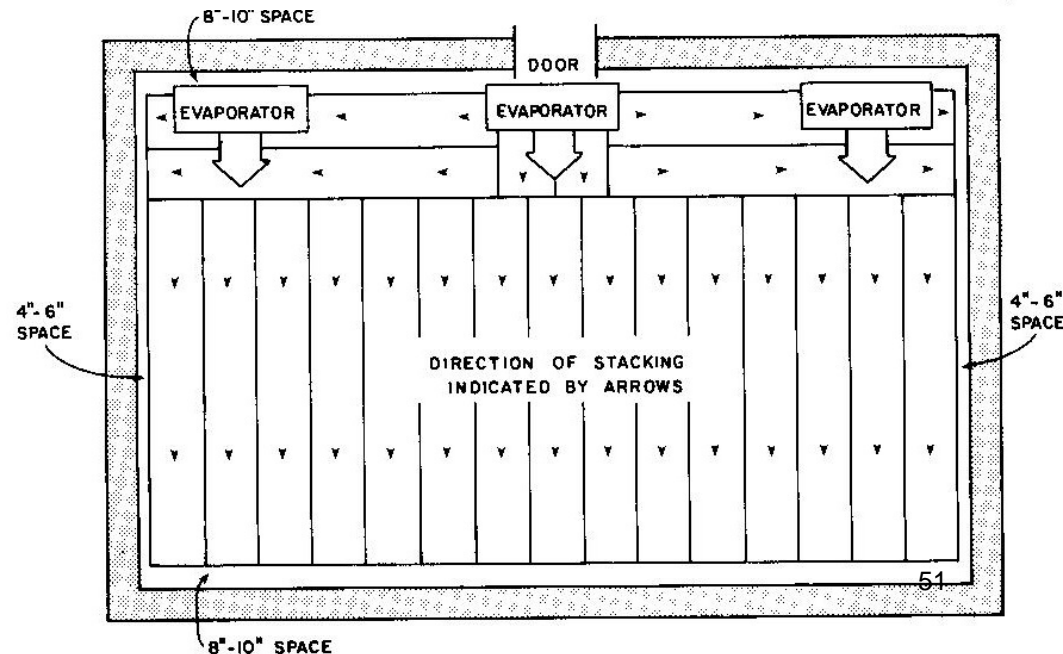 8"-10" SPACE
DOOR
EVAPORATOR
EVAPORATOR
EVAPORATOR
4"-6"
SPACE
4"-6"
SPACE
DIRECTION OF STACKING
INDICATED BY ARROWS
51
8"-10" SPACE